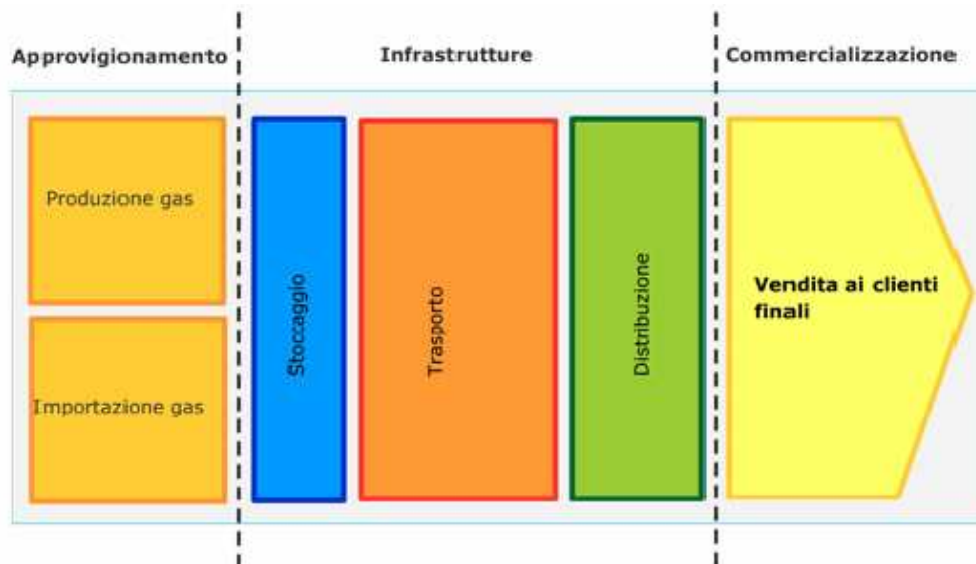 Approvigionamento
Infrastrutture
Commercializzazione
Produzione gas
Importazione gas
Stoccaggio
Trasporto
Distribuzione
Vendita ai clienti
finali